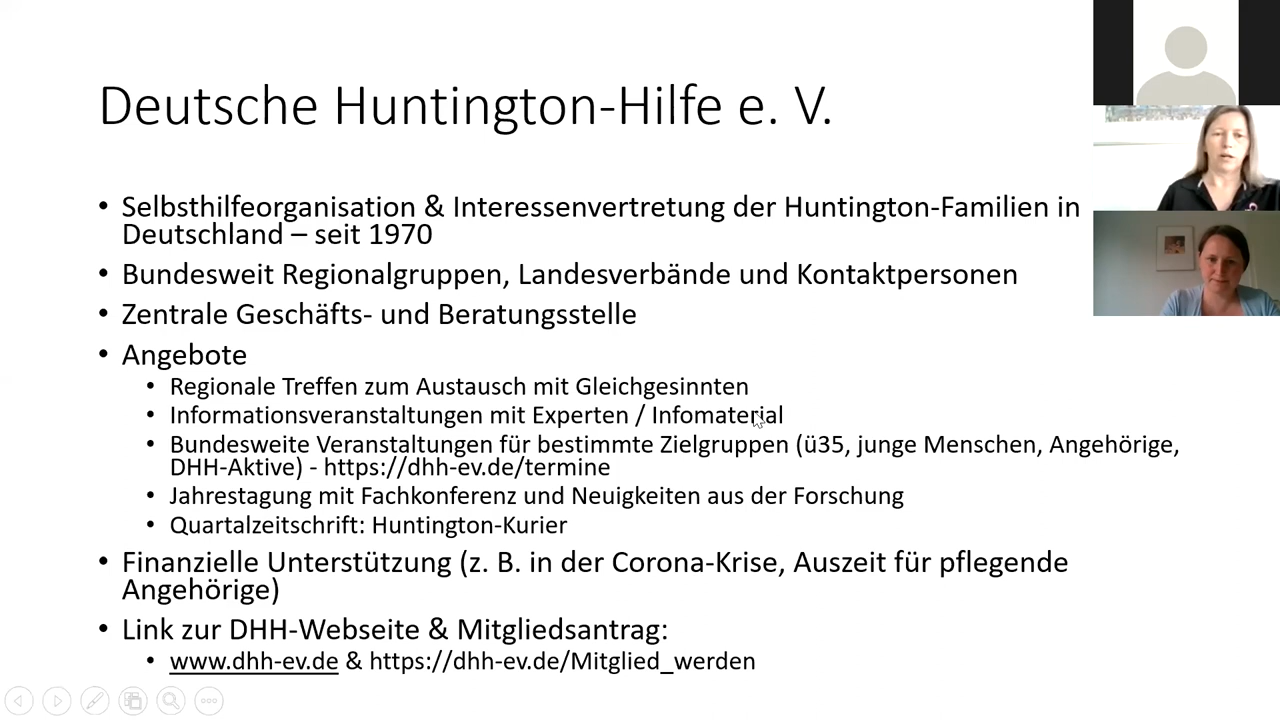 Deutsche Huntington-Hilfe e. V.
• Selbsthilfeorganisation & Interessenvertretung der Huntington-Familien in
Deutschland – seit 1970
• Bundesweit Regionalgruppen, Landesverbände und Kontaktpersonen
• Zentrale Geschäfts- und Beratungsstelle
• Angebote
• Regionale Treffen zum Austausch mit Gleichgesinnten
• Informationsveranstaltungen mit Experten / Infomaterial
• Bundesweite Veranstaltungen für bestimmte Zielgruppen (ü35, junge Menschen, Angehörige,
DHH-Aktive) - https://dhh-ev.de/termine
• Jahrestagung mit Fachkonferenz und Neuigkeiten aus der Forschung
• Quartalzeitschrift: Huntington-Kurier
• Finanzielle Unterstützung (z. B. in der Corona-Krise, Auszeit für pflegende
Angehörige)
• Link zur DHH-Webseite & Mitgliedsantrag:
• www.dhh-ev.de & https://dhh-ev.de/Mitglied_werden